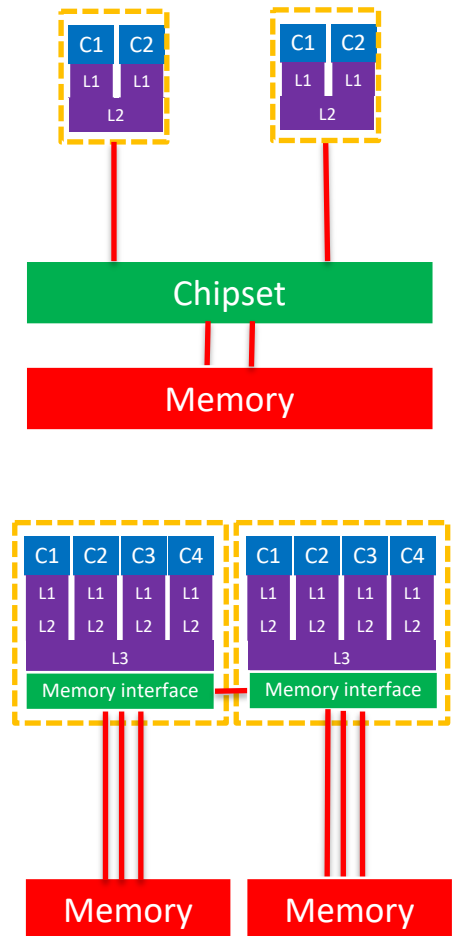 C1 C2 C1 C2
L1 L1 L1 L1
L2 L2
Chipset
Memory
C1 C2 C3 C4 C1 C2 C3 C4
L1 L1 L1 L1 L1 L1 L1 L1
L2 L2 L2 L2 L2 L2 L2 L2
L3 L3
Memory interface Memory interface
Memory Memory